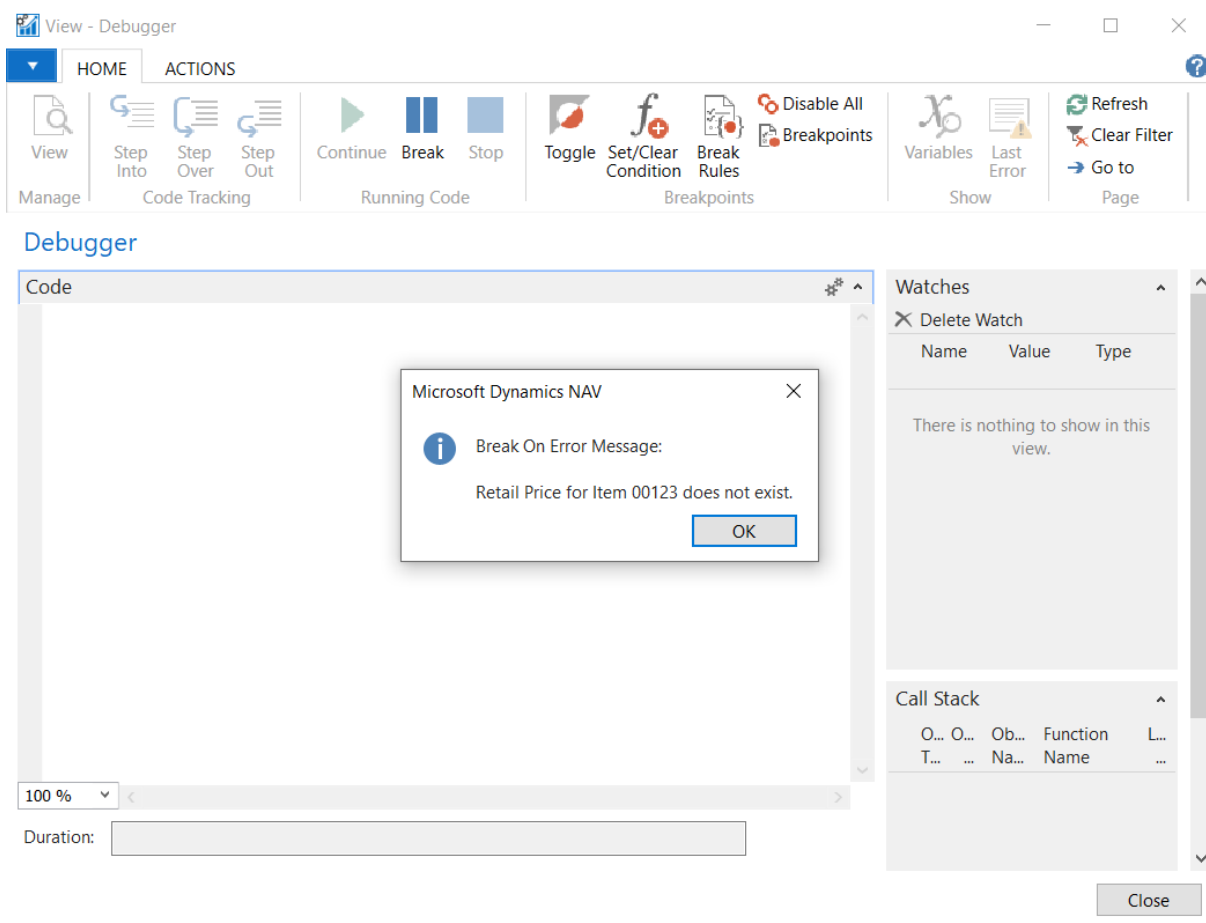 View - Debugger
HOME ACTIONS
View
Step Into
Step Over
Step Out
Continue
Break
Stop
Toggle
Set/Clear Condition
Break Rules
Disable All
Breakpoints
Variables
Last Error
Refresh
Clear Filter
Go to
Manage
Code Tracking
Running Code
Breakpoints
Show
Page
Debugger
Code
Microsoft Dynamics NAV
Break On Error Message:
Retail Price for Item 00123 does not exist.
OK
100 %
Duration:
Watches
Delete Watch
Name Value Type
There is nothing to show in this
view.
Call Stack
O... O... Ob... Function L...
T... ... Na... Name ...
Close